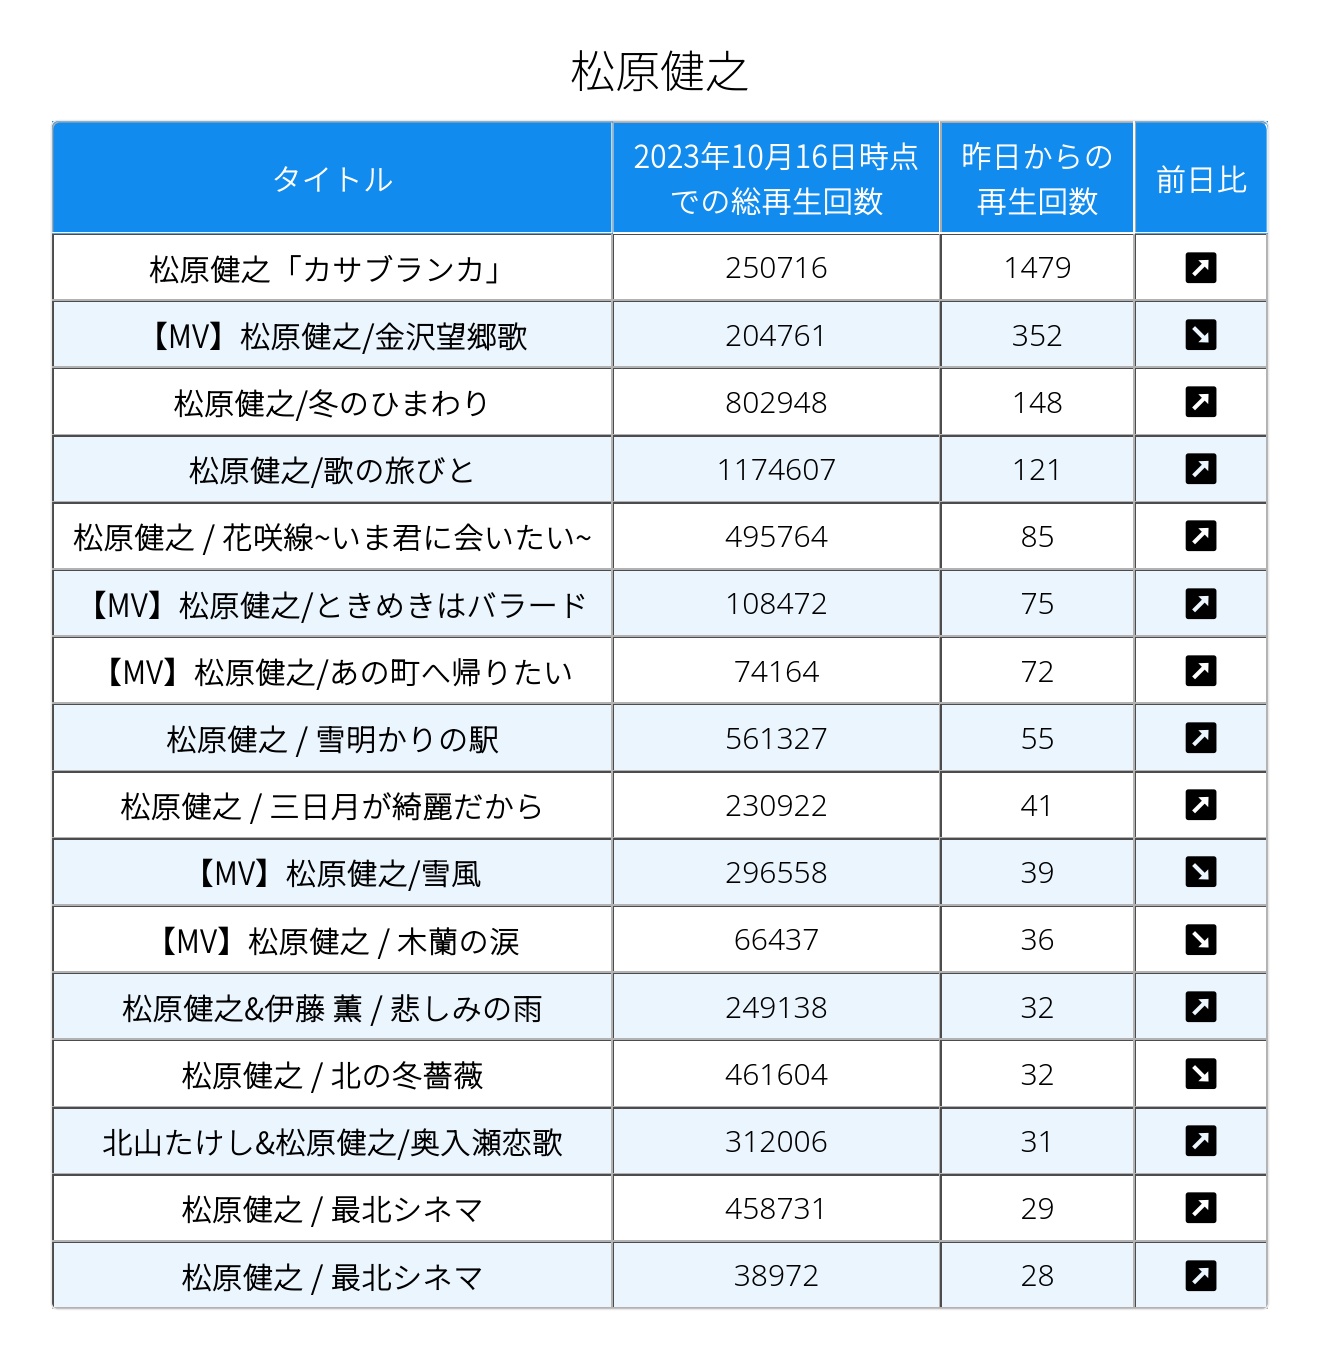 松原健之
タイトル
2023年10月16日時点
での総再生回数
昨日からの
再生回数
前日比
松原健之「カサブランカ」 250716 1479
【MV】松原健之/金沢望郷歌 204761 352
松原健之/冬のひまわり 802948 148
松原健之/歌の旅びと 1174607 121
松原健之 / 花咲線~いま君に会いたい~ 495764 85
【MV】松原健之/ときめきはバラード 108472 75
【MV】松原健之/あの町へ帰りたい 74164 72
松原健之 / 雪明かりの駅 561327 55
松原健之 / 三日月が綺麗だから 230922 41
【MV】松原健之/雪風 296558 39
【MV】松原健之 / 木蘭の涙 66437 36
松原健之&伊藤 薫 / 悲しみの雨 249138 32
松原健之 / 北の冬薔薇 461604 32
北山たけし&松原健之/奥入瀬恋歌 312006 31
松原健之 / 最北シネマ 458731 29
松原健之 / 最北シネマ 38972 28